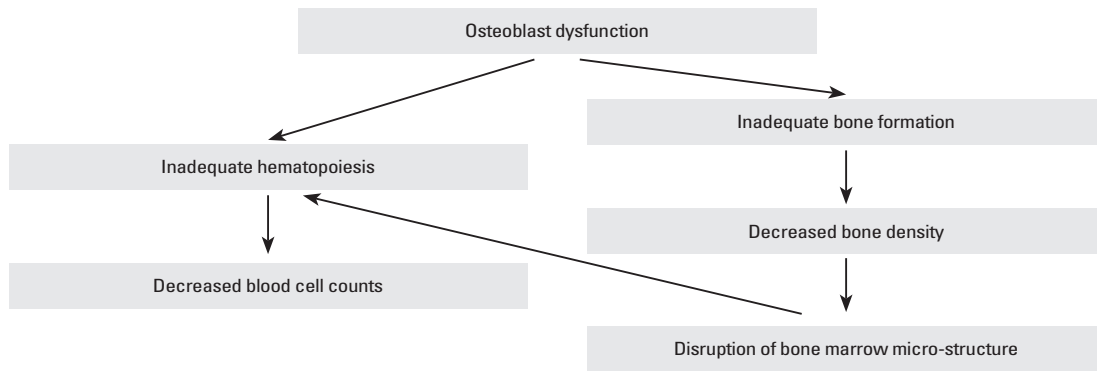 Osteoblast dysfunction
Inadequate bone formation
Inadequate hematopoiesis
Decreased bone density
Decreased blood cell counts
Disruption of bone marrow micro-structure